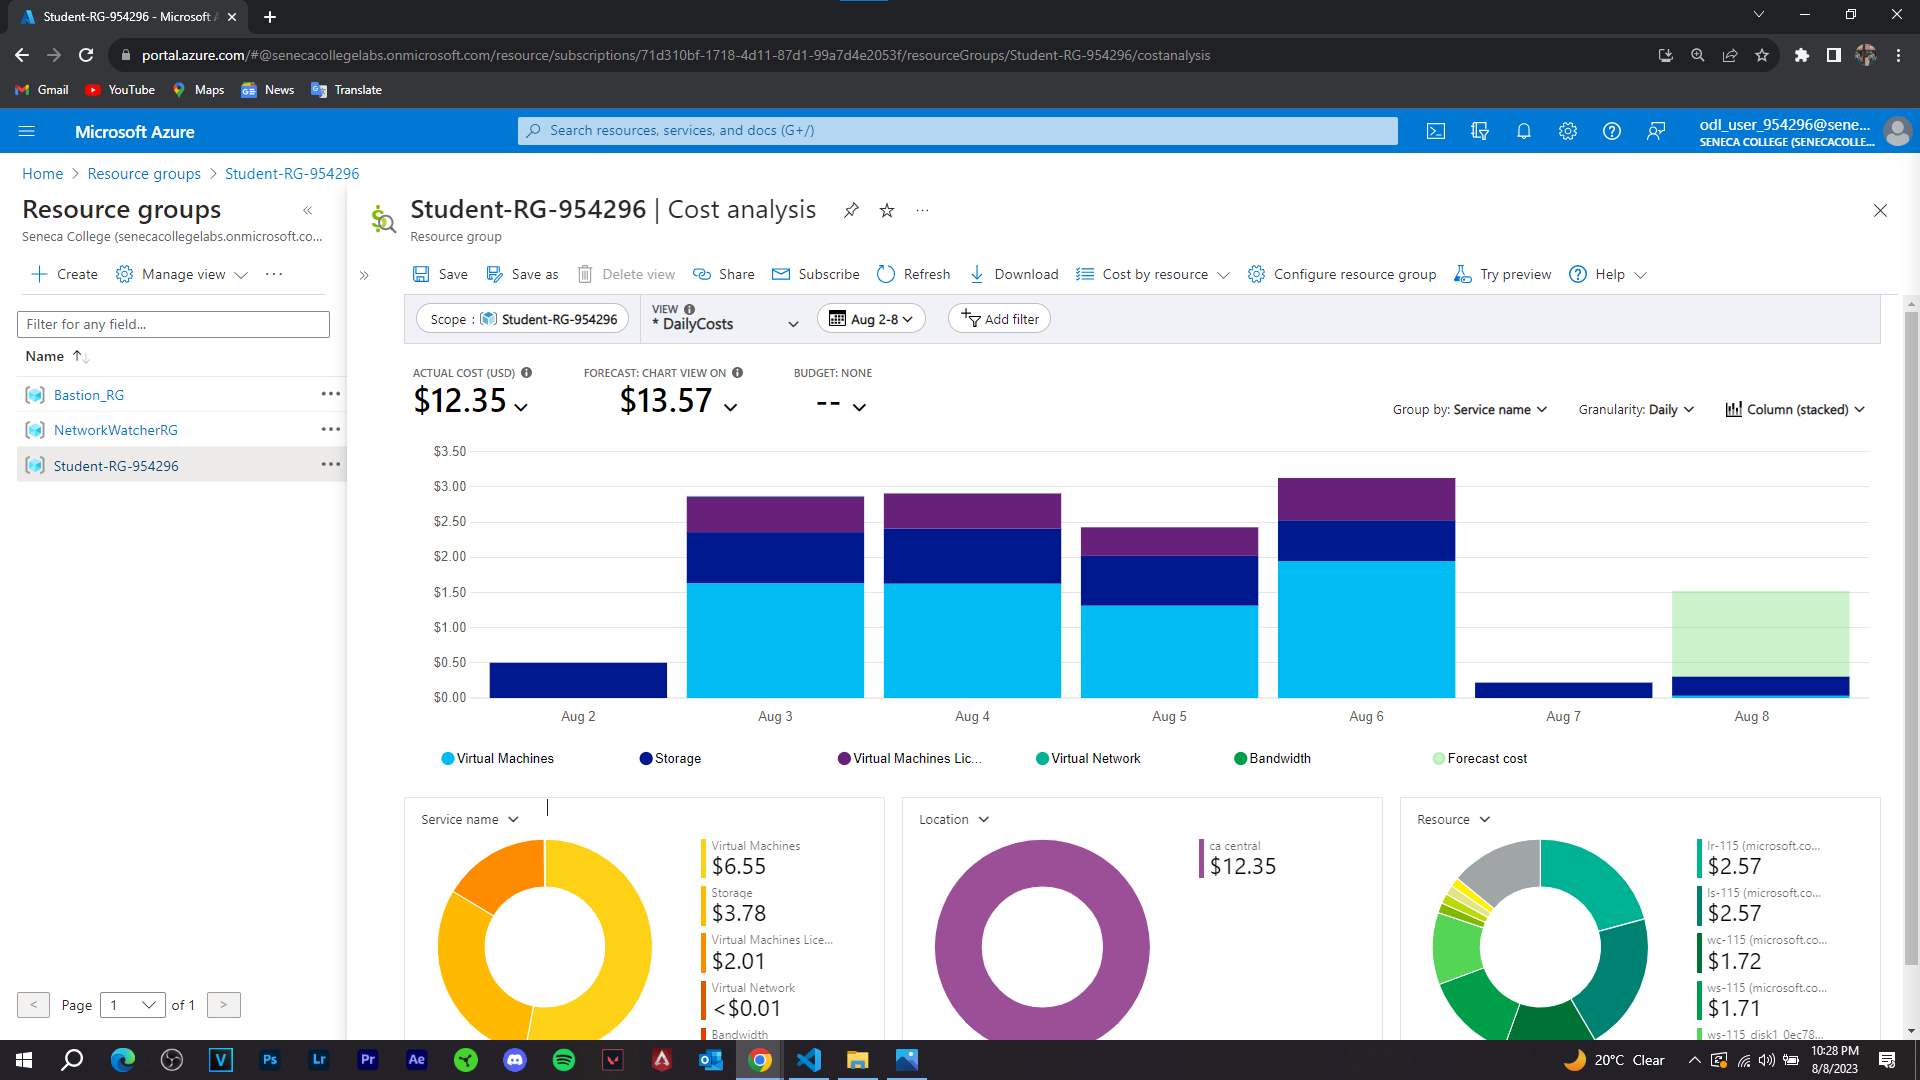 Student-RG-954296 - Microsoft A
portal.azure.com/#@senecacollegelabs.onmicrosoft.com/resource/subscriptions/71d310bf-1718-4d11-87d1-99a7d4e2053f/resourceGroups/Student-RG-954296/costanalysis
Gmail YouTube Maps News Translate
Microsoft Azure
Search resources, services, and docs (G+/)
odl_user_954296@sene...
SENECA COLLEGE (SENECACOLLE...
Home > Resource groups > Student-RG-954296
Resource groups
Seneca College (senecacollegelabs.onmicrosoft.co...
Create Manage view ...
Filter for any field...
Name
Bastion_RG
NetworkWatcherRG
Student-RG-954296
< Page 1 of 1 >
Student-RG-954296 | Cost analysis
Resource group
Save Save as Delete view Share Subscribe Refresh Download Cost by resource Configure resource group Try preview Help
Scope : Student-RG-954296
VIEW
* DailyCosts
Aug 2-8
Add filter
ACTUAL COST (USD)
$12.35
FORECAST: CHART VIEW ON
$13.57
BUDGET: NONE
--
Group by: Service name Granularity: Daily Column (stacked)
$3.50
$3.00
$2.50
$2.00
$1.50
$1.00
$0.50
$0.00
Aug 2 Aug 3 Aug 4 Aug 5 Aug 6 Aug 7 Aug 8
Virtual Machines Storage Virtual Machines Lic... Virtual Network Bandwidth Forecast cost
Service name
Virtual Machines
$6.55
Storage
$3.78
Virtual Machines Lice...
$2.01
Virtual Network
<$0.01
Bandwidth
Location
ca central
$12.35
Resource
lr-115 (microsoft.co...
$2.57
ls-115 (microsoft.co...
$2.57
wc-115 (microsoft.co...
$1.72
ws-115 (microsoft.co...
$1.71
ws-115_disk1_0ec78...
V Ps Lr Pr Ae
20°C Clear
10:28 PM
8/8/2023